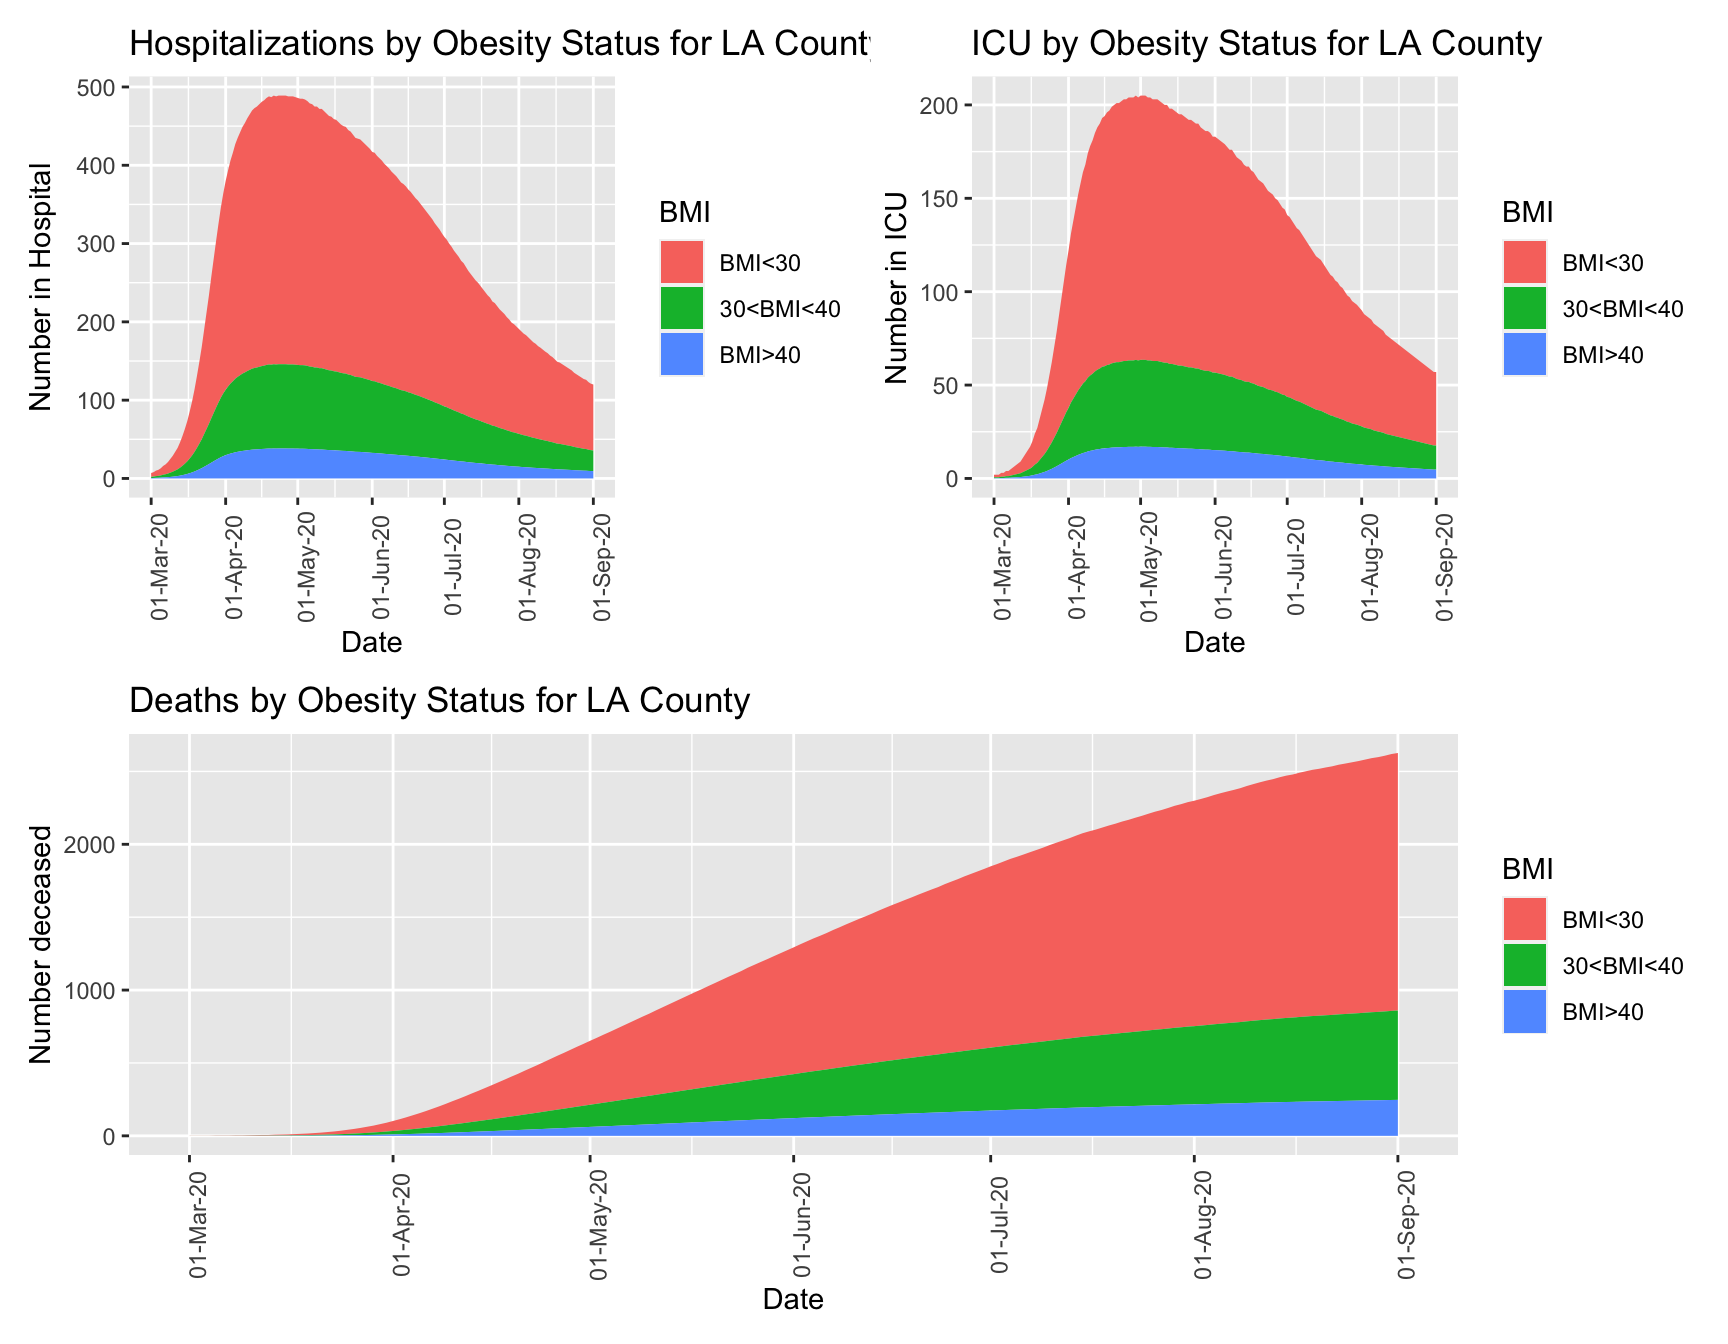 Hospitalizations by Obesity Status for LA County
500
400
300
200
100
0
Number in Hospital
01-Mar-20
01-Apr-20
01-May-20
01-Jun-20
01-Jul-20
01-Aug-20
01-Sep-20
Date
BMI
BMI<30
30<BMI<40
BMI>40
ICU by Obesity Status for LA County
200
150
100
50
0
Number in ICU
01-Mar-20
01-Apr-20
01-May-20
01-Jun-20
01-Jul-20
01-Aug-20
01-Sep-20
Date
BMI
BMI<30
30<BMI<40
BMI>40
Deaths by Obesity Status for LA County
2000
1000
0
Number deceased
01-Mar-20
01-Apr-20
01-May-20
01-Jun-20
01-Jul-20
01-Aug-20
01-Sep-20
Date
BMI
BMI<30
30<BMI<40
BMI>40